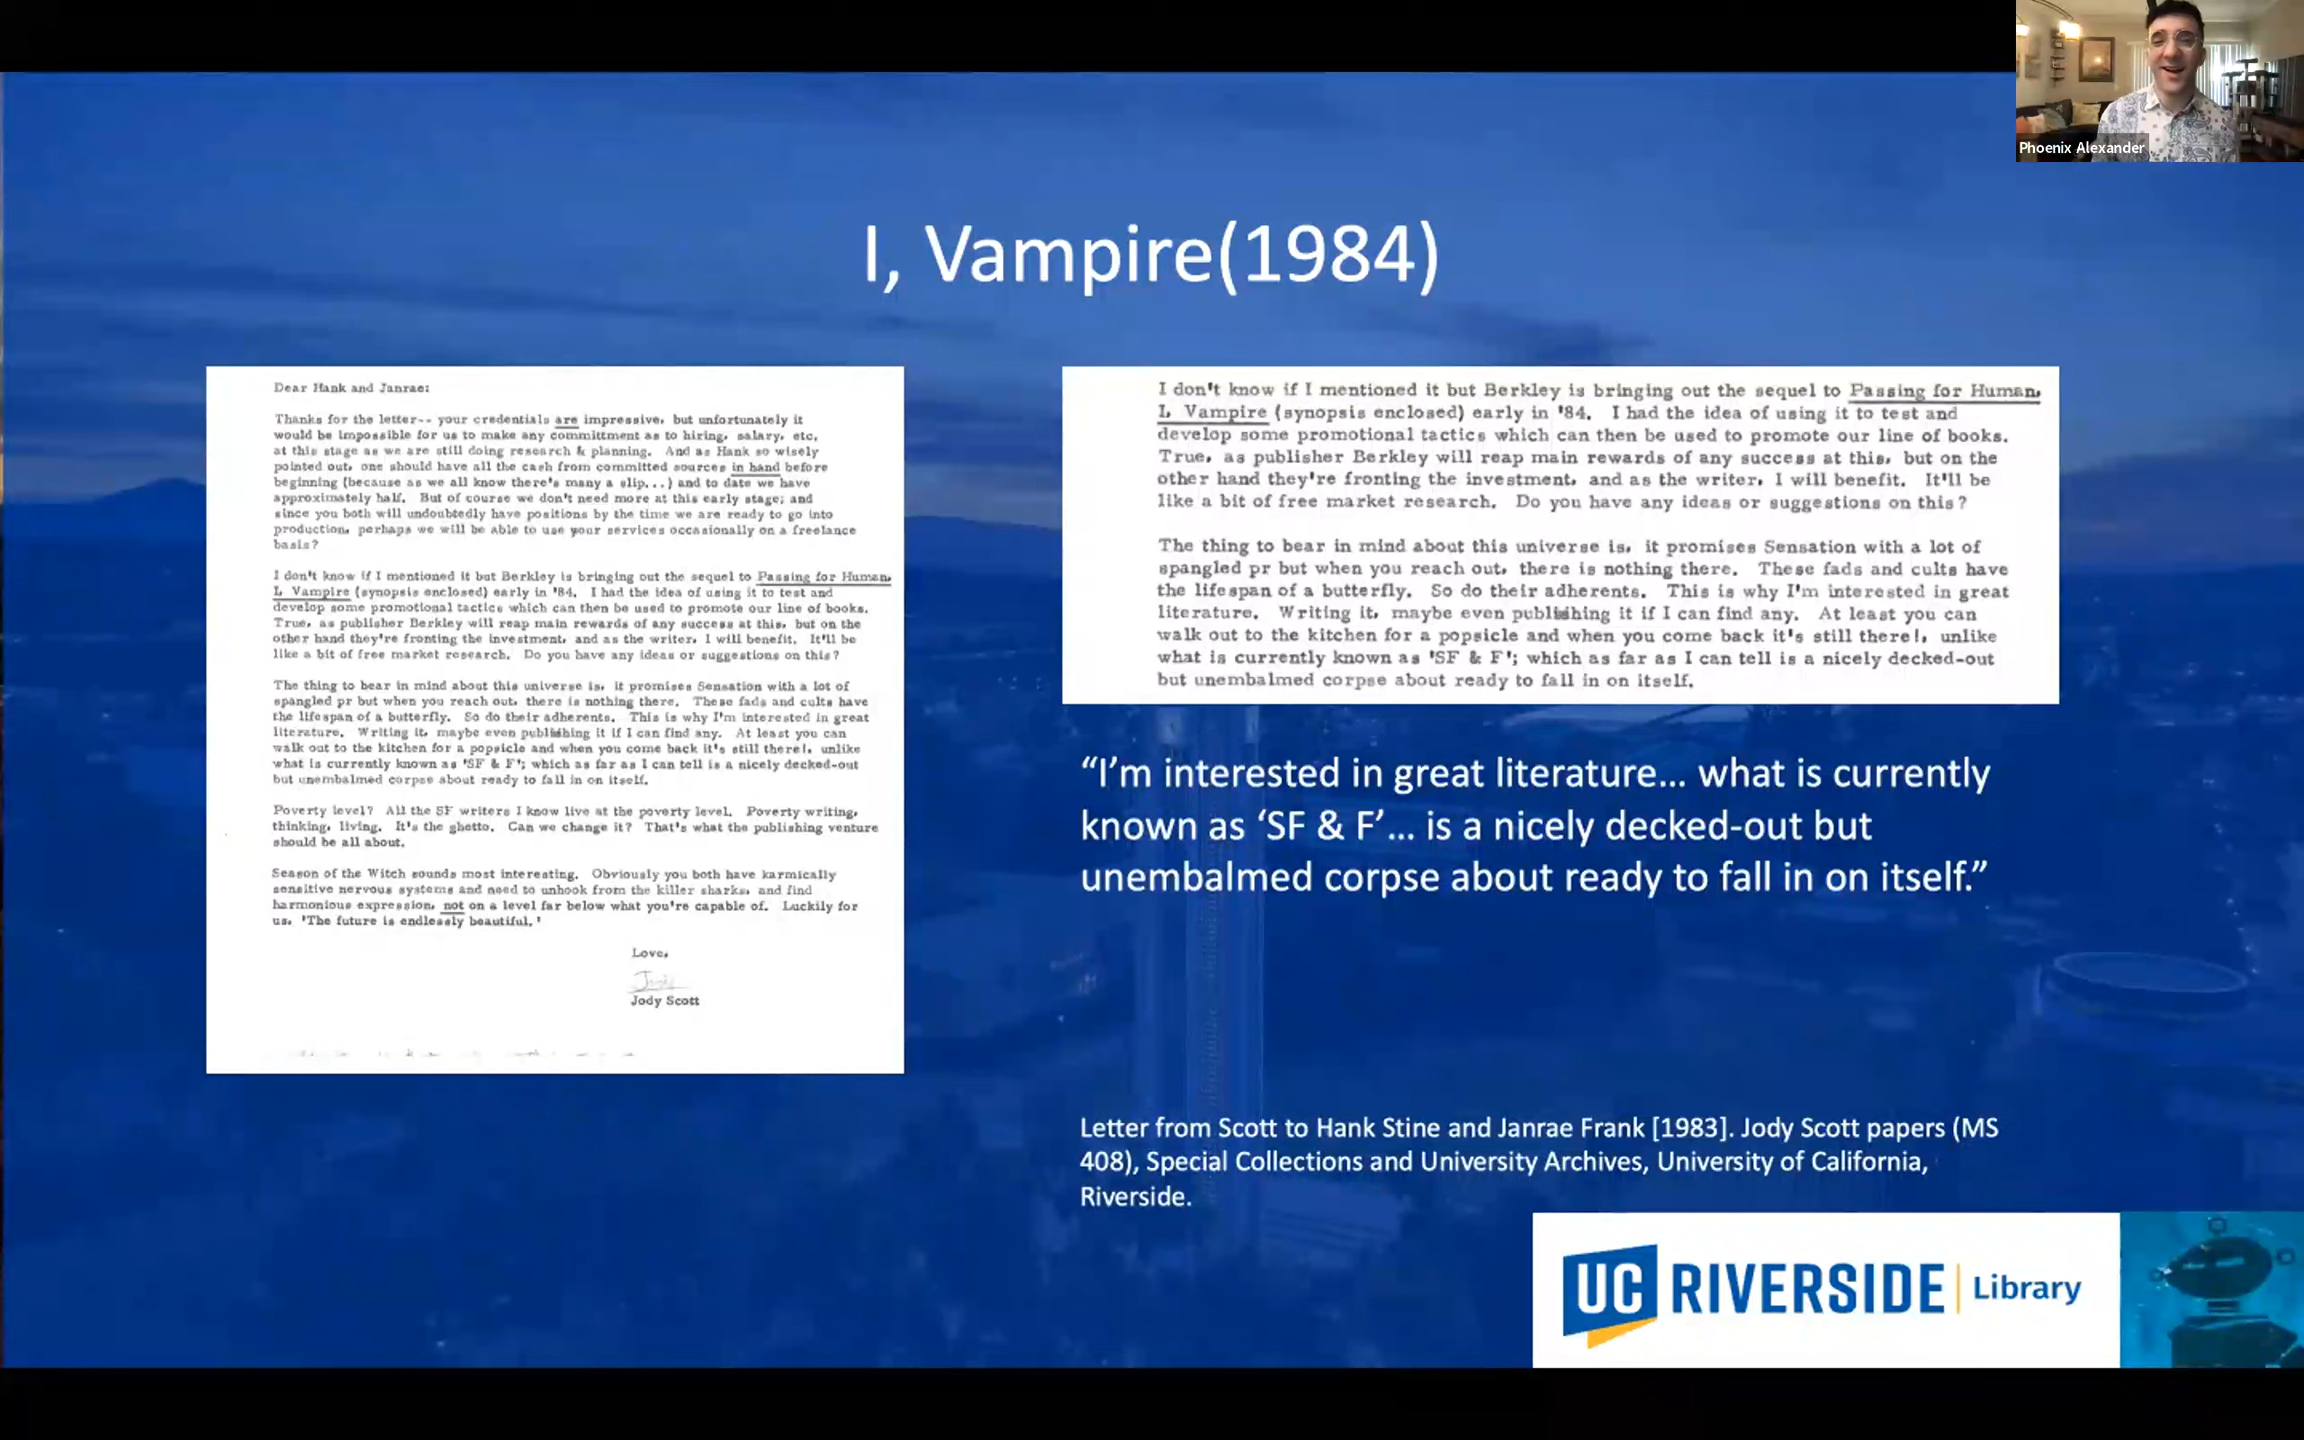 Phoenix Alexander
I, Vampire(1984)
Dear Hank and Janrae:
Thanks for the letter-- your credentials are impressive, but unfortunately it
would be impossible for us to make any committment as to hiring, salary, etc.
at this stage as we are still doing research & planning. And as Hank so wisely
pointed out, one should have all the cash from committed sources in hand before
beginning (because as we all know there's many a slip...) and to date we have
approximately half. But of course we don't need more at this early stage; and
since you both will undoubtedly have positions by the time we are ready to go into
production, perhaps we will be able to use your services occasionally on a freelance
basis?
I don't know if I mentioned it but Berkley is bringing out the sequel to Passing for Human,
I, Vampire (synopsis enclosed) early in '84. I had the idea of using it to test and
develop some promotional tactics which can then be used to promote our line of books.
True, as publisher Berkley will reap main rewards of any success at this, but on the
other hand they're fronting the investment, and as the writer, I will benefit. It'll be
like a bit of free market research. Do you have any ideas or suggestions on this?
The thing to bear in mind about this universe is, it promises Sensation with a lot of
spangled pr but when you reach out, there is nothing there. These fads and cults have
the lifespan of a butterfly. So do their adherents. This is why I'm interested in great
literature. Writing it, maybe even publishing it if I can find any. At least you can
walk out to the kitchen for a popsicle and when you come back it's still there!, unlike
what is currently known as 'SF & F'; which as far as I can tell is a nicely decked-out
but unembalmed corpse about ready to fall in on itself.
Poverty level? All the SF writers I know live at the poverty level. Poverty writing,
thinking, living. It's the ghetto. Can we change it? That's what the publishing venture
should be all about.
Season of the Witch sounds most interesting. Obviously you both have karmically
sensitive nervous systems and need to unhook from the killer sharks, and find
harmonious expression, not on a level far below what you're capable of. Luckily for
us, 'The future is endlessly beautiful.'
Love,
Jody
Jody Scott
I don't know if I mentioned it but Berkley is bringing out the sequel to Passing for Human,
I, Vampire (synopsis enclosed) early in '84. I had the idea of using it to test and
develop some promotional tactics which can then be used to promote our line of books.
True, as publisher Berkley will reap main rewards of any success at this, but on the
other hand they're fronting the investment, and as the writer, I will benefit. It'll be
like a bit of free market research. Do you have any ideas or suggestions on this?
The thing to bear in mind about this universe is, it promises Sensation with a lot of
spangled pr but when you reach out, there is nothing there. These fads and cults have
the lifespan of a butterfly. So do their adherents. This is why I'm interested in great
literature. Writing it, maybe even publishing it if I can find any. At least you can
walk out to the kitchen for a popsicle and when you come back it's still there!, unlike
what is currently known as 'SF & F'; which as far as I can tell is a nicely decked-out
but unembalmed corpse about ready to fall in on itself.
“I’m interested in great literature... what is currently
known as ‘SF & F’... is a nicely decked-out but
unembalmed corpse about ready to fall in on itself.”
Letter from Scott to Hank Stine and Janrae Frank [1983]. Jody Scott papers (MS
408), Special Collections and University Archives, University of California,
Riverside.
UC RIVERSIDE Library